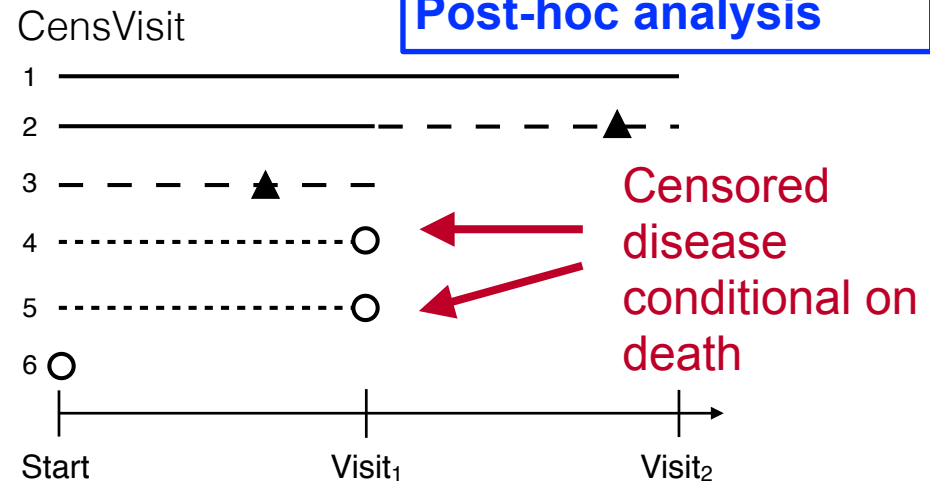 CensVisit
Post-hoc analysis
1
2
3
4
5
6
Censored
disease
conditional on
death
Start Visit₁ Visit₂